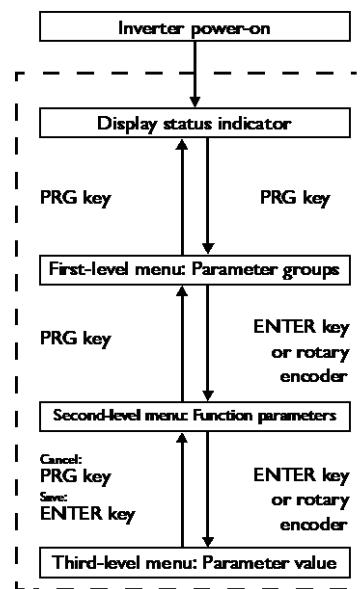 Inverter power-on
Display status indicator
PRG key
PRG key
First-level menu: Parameter groups
PRG key
ENTER key
or rotary
encoder
Second-level menu: Function parameters
Cancel:
PRG key
Save:
ENTER key
ENTER key
or rotary
encoder
Third-level menu: Parameter value